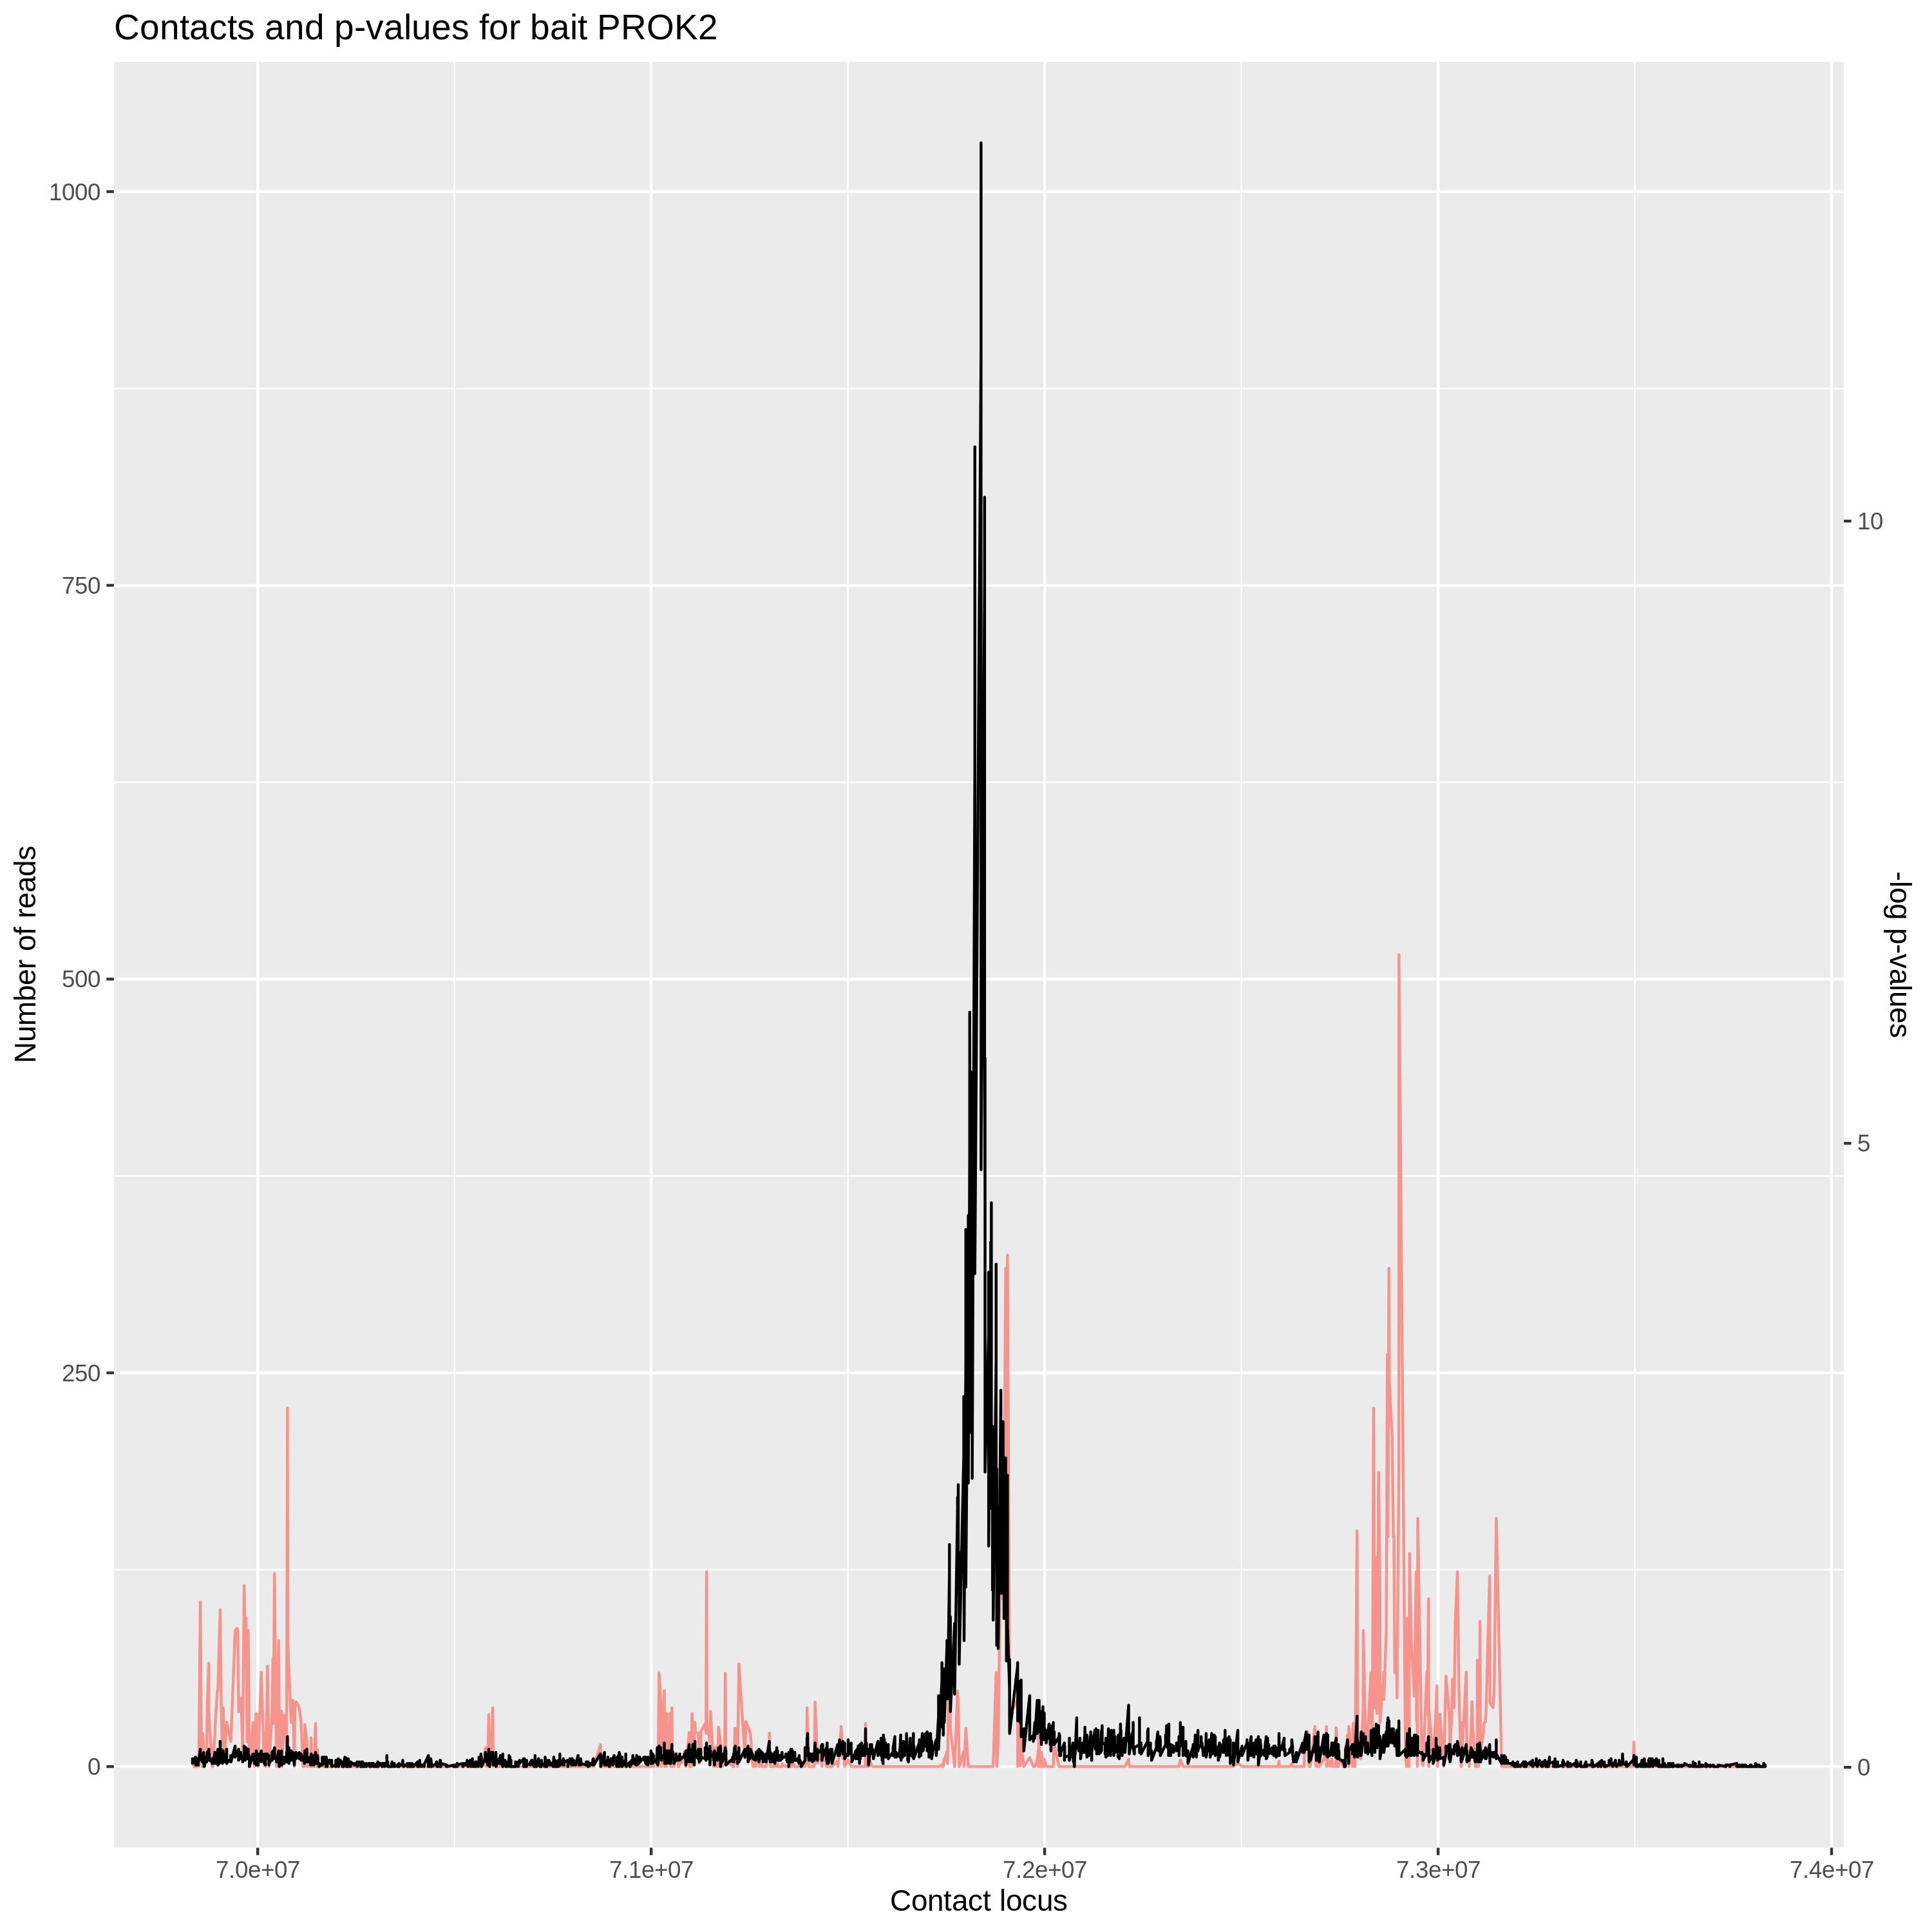 Contacts and p-values for bait PROK2
1000
750
500
250
0
Number of reads
10
5
0
-log p-values
7.0e+07
7.1e+07
7.2e+07
7.3e+07
7.4e+07
Contact locus